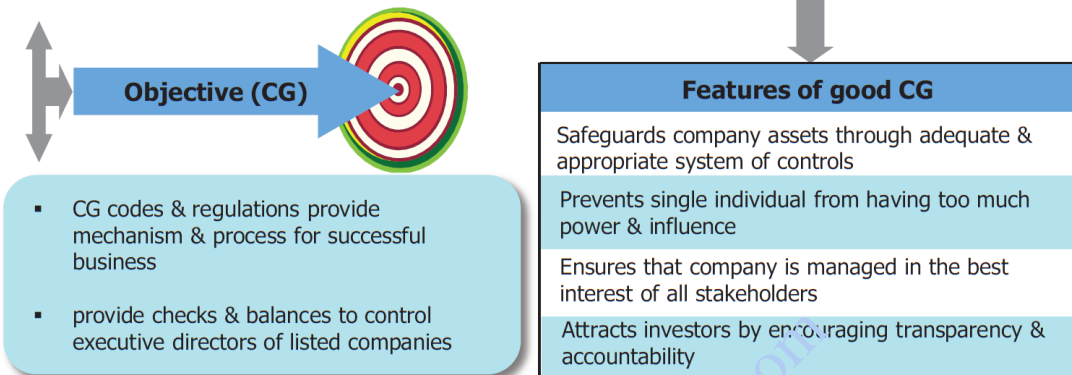 Objective (CG)
▪ CG codes & regulations provide
mechanism & process for successful
business
▪ provide checks & balances to control
executive directors of listed companies
Features of good CG
Safeguards company assets through adequate &
appropriate system of controls
Prevents single individual from having too much
power & influence
Ensures that company is managed in the best
interest of all stakeholders
Attracts investors by encouraging transparency &
accountability
om